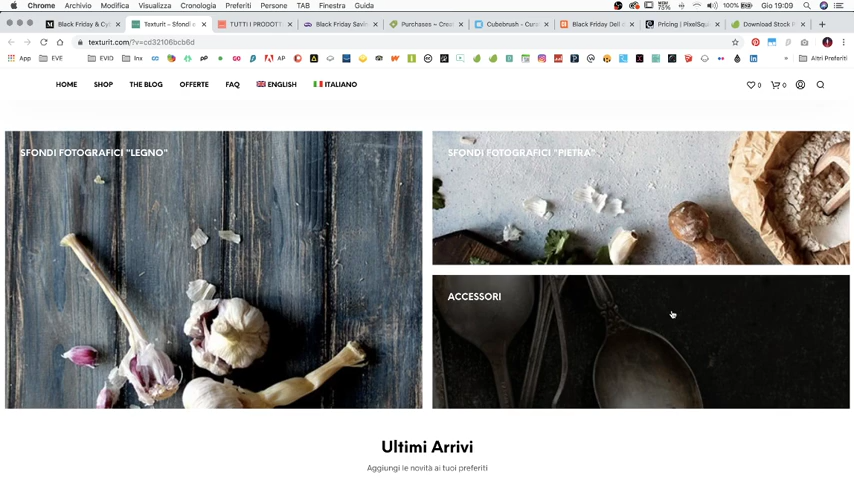 Chrome Archivio Modifica Visualizza Cronologia Preferiti Persone TAB Finestra Guida
100% Gio 19:09
Black Friday & Cy
Texturit – Sfondi e
TUTTI I PRODOTT
Black Friday Savin
Purchases – Crea
Cubebrush - Cura
Black Friday Dell
Pricing | PixelSqu
Download Stock P
texturit.com/?v=cd32106bcb6d
EVE
EVIO
Inx
AP
Altri Preferiti
HOME SHOP THE BLOG OFFERTE FAQ ENGLISH ITALIANO
0 0
SFONDI FOTOGRAFICI "LEGNO"
SFONDI FOTOGRAFICI "PIETRA"
ACCESSORI
Ultimi Arrivi
Aggiungi le novità ai tuoi preferiti